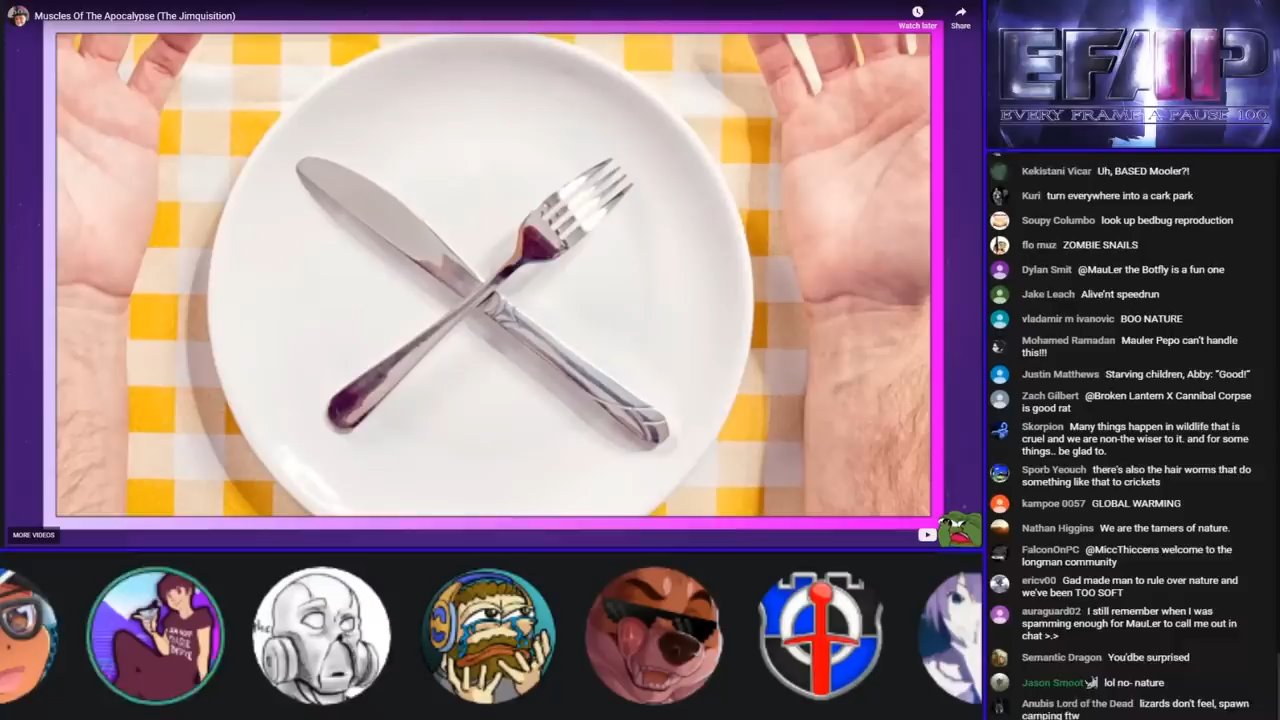 Muscles Of The Apocalypse (The Jimquisition)
Watch later
Share
MORE VIDEOS
EFAP
EVERY FRAME A PAUSE 100
Kekistani Vicar Uh, BASED Mooler?!
Kuri turn everywhere into a cark park
Soupy Columbo look up bedbug reproduction
flo muz ZOMBIE SNAILS
Dylan Smit @MauLer the Botfly is a fun one
Jake Leach Alive'nt speedrun
vladamir m ivanovic BOO NATURE
Mohamed Ramadan Mauler Pepo can't handle
this!!!
Justin Matthews Starving children, Abby: "Good!"
Zach Gilbert @Broken Lantern X Cannibal Corpse
is good rat
Skorpion Many things happen in wildlife that is
cruel and we are non-the wiser to it. and for some
things.. be glad to.
Sporb Yeouch there's also the hair worms that do
something like that to crickets
kampoe 0057 GLOBAL WARMING
Nathan Higgins We are the tamers of nature.
FalconOnPC @MiccThiccens welcome to the
longman community
ericv00 Gad made man to rule over nature and
we've been TOO SOFT
auraguard02 I still remember when I was
spamming enough for MauLer to call me out in
chat >.>
Semantic Dragon You'dbe surprised
Jason Smoot lol no- nature
Anubis Lord of the Dead lizards don't feel, spawn
camping ftw